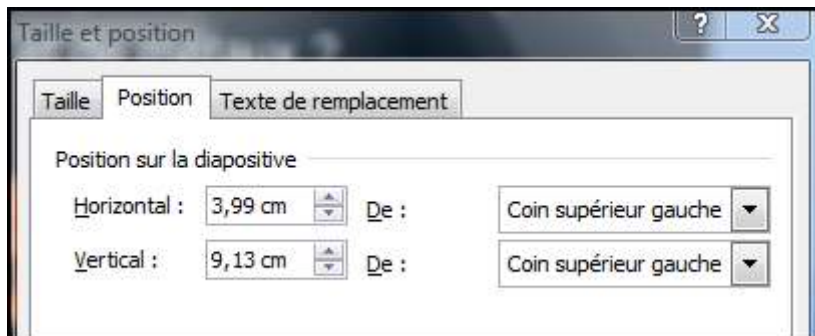 Taille et position
Taille Position Texte de remplacement
Position sur la diapositive
Horizontal : 3,99 cm De : Coin supérieur gauche
Vertical : 9,13 cm De : Coin supérieur gauche